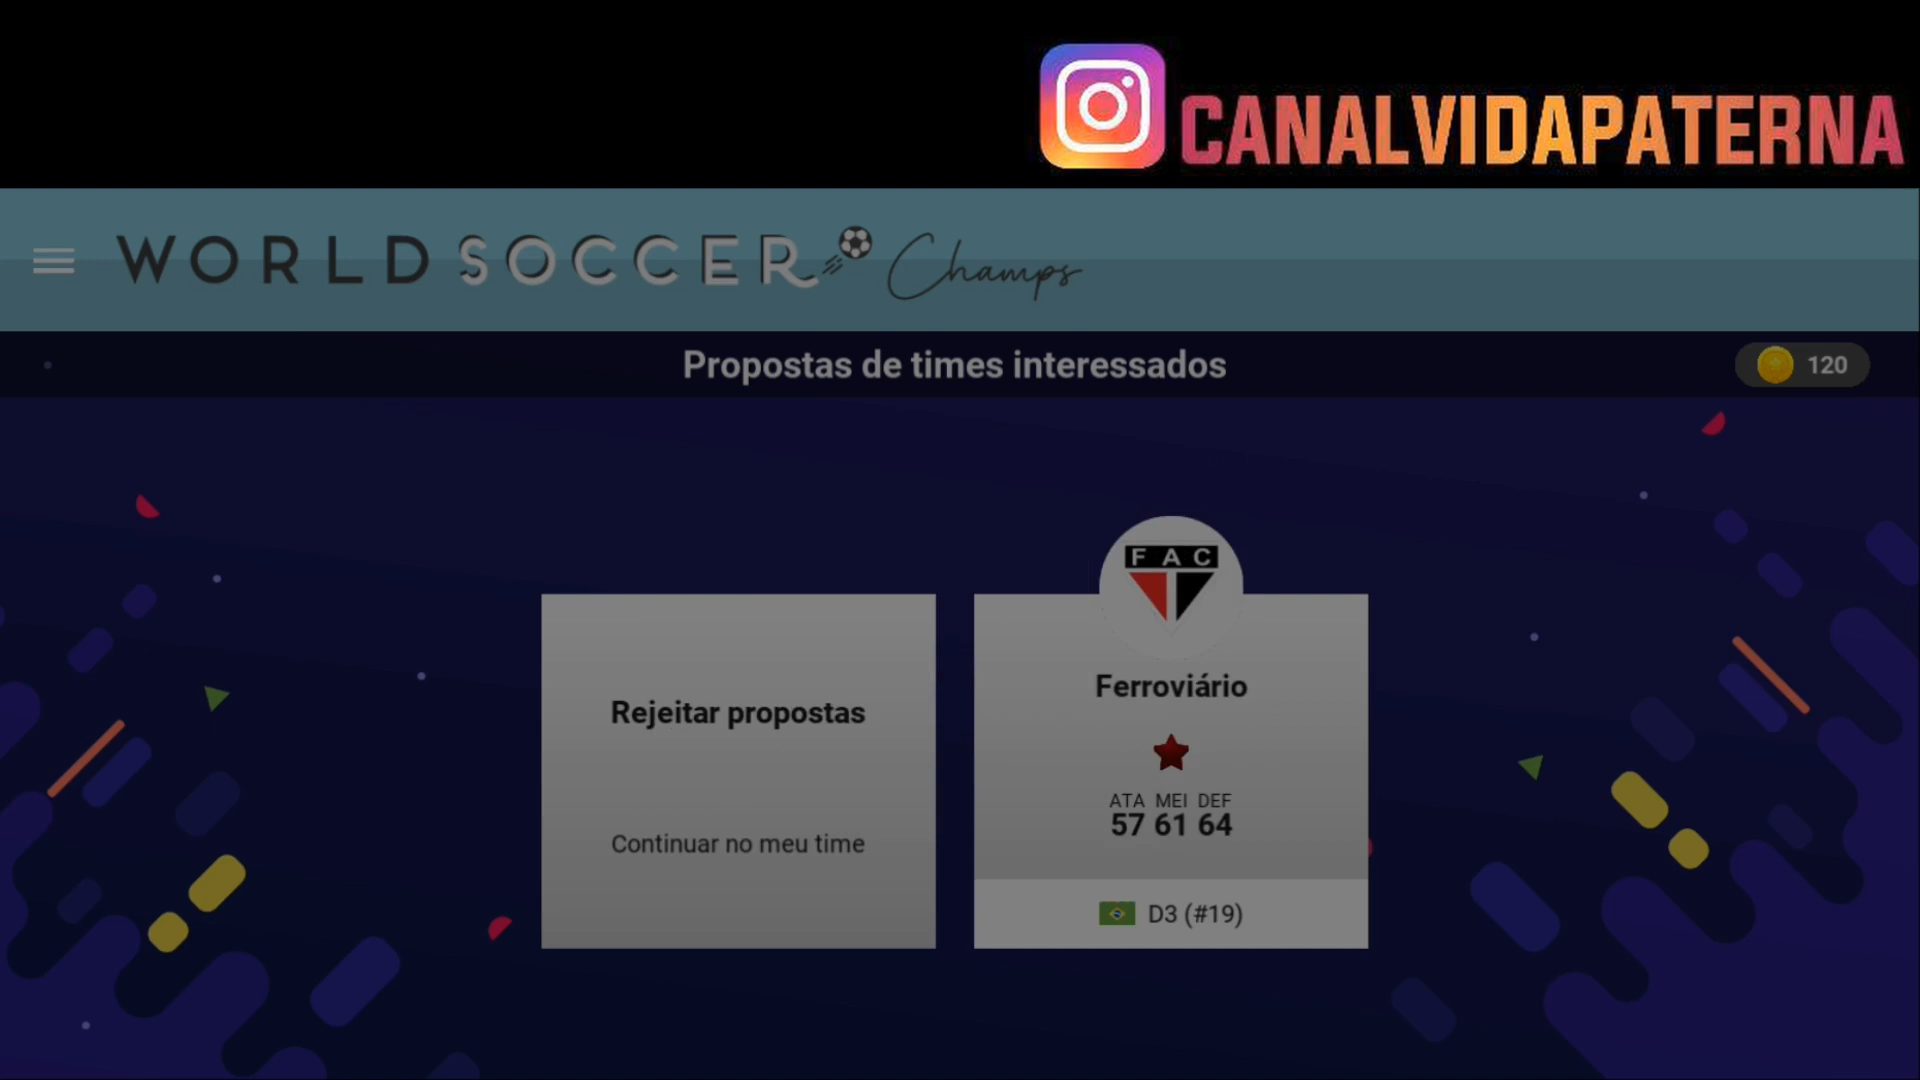 CANALVIDAPATERNA
WORLD SOCCER Champs
Propostas de times interessados
120
FAC
Rejeitar propostas
Continuar no meu time
Ferroviário
ATA MEI DEF
57 61 64
D3 (#19)